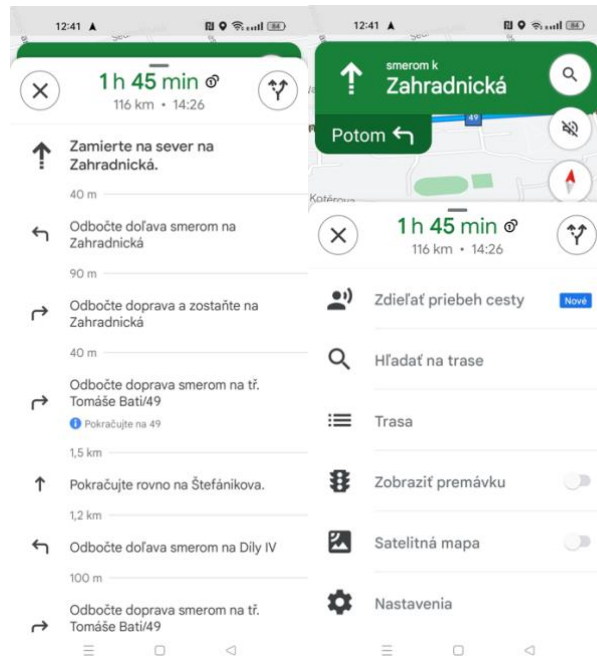 12:41
84
1 h 45 min
116 km • 14:26
Zamierte na sever na
Zahradnická.
40 m
Odbočte doľava smerom na
Zahradnická
90 m
Odbočte doprava a zostaňte na
Zahradnická
40 m
Odbočte doprava smerom na tř.
Tomáše Bati/49
Pokračujte na 49
1,5 km
Pokračujte rovno na Štefánikova.
1,2 km
Odbočte doľava smerom na Díly IV
100 m
Odbočte doprava smerom na tř.
Tomáše Bati/49
12:41
84
smerom k
Zahradnická
49
Potom
Kotěrova
1 h 45 min
116 km • 14:26
Zdieľať priebeh cesty
Nové
Hľadať na trase
Trasa
Zobraziť premávku
Satelitná mapa
Nastavenia